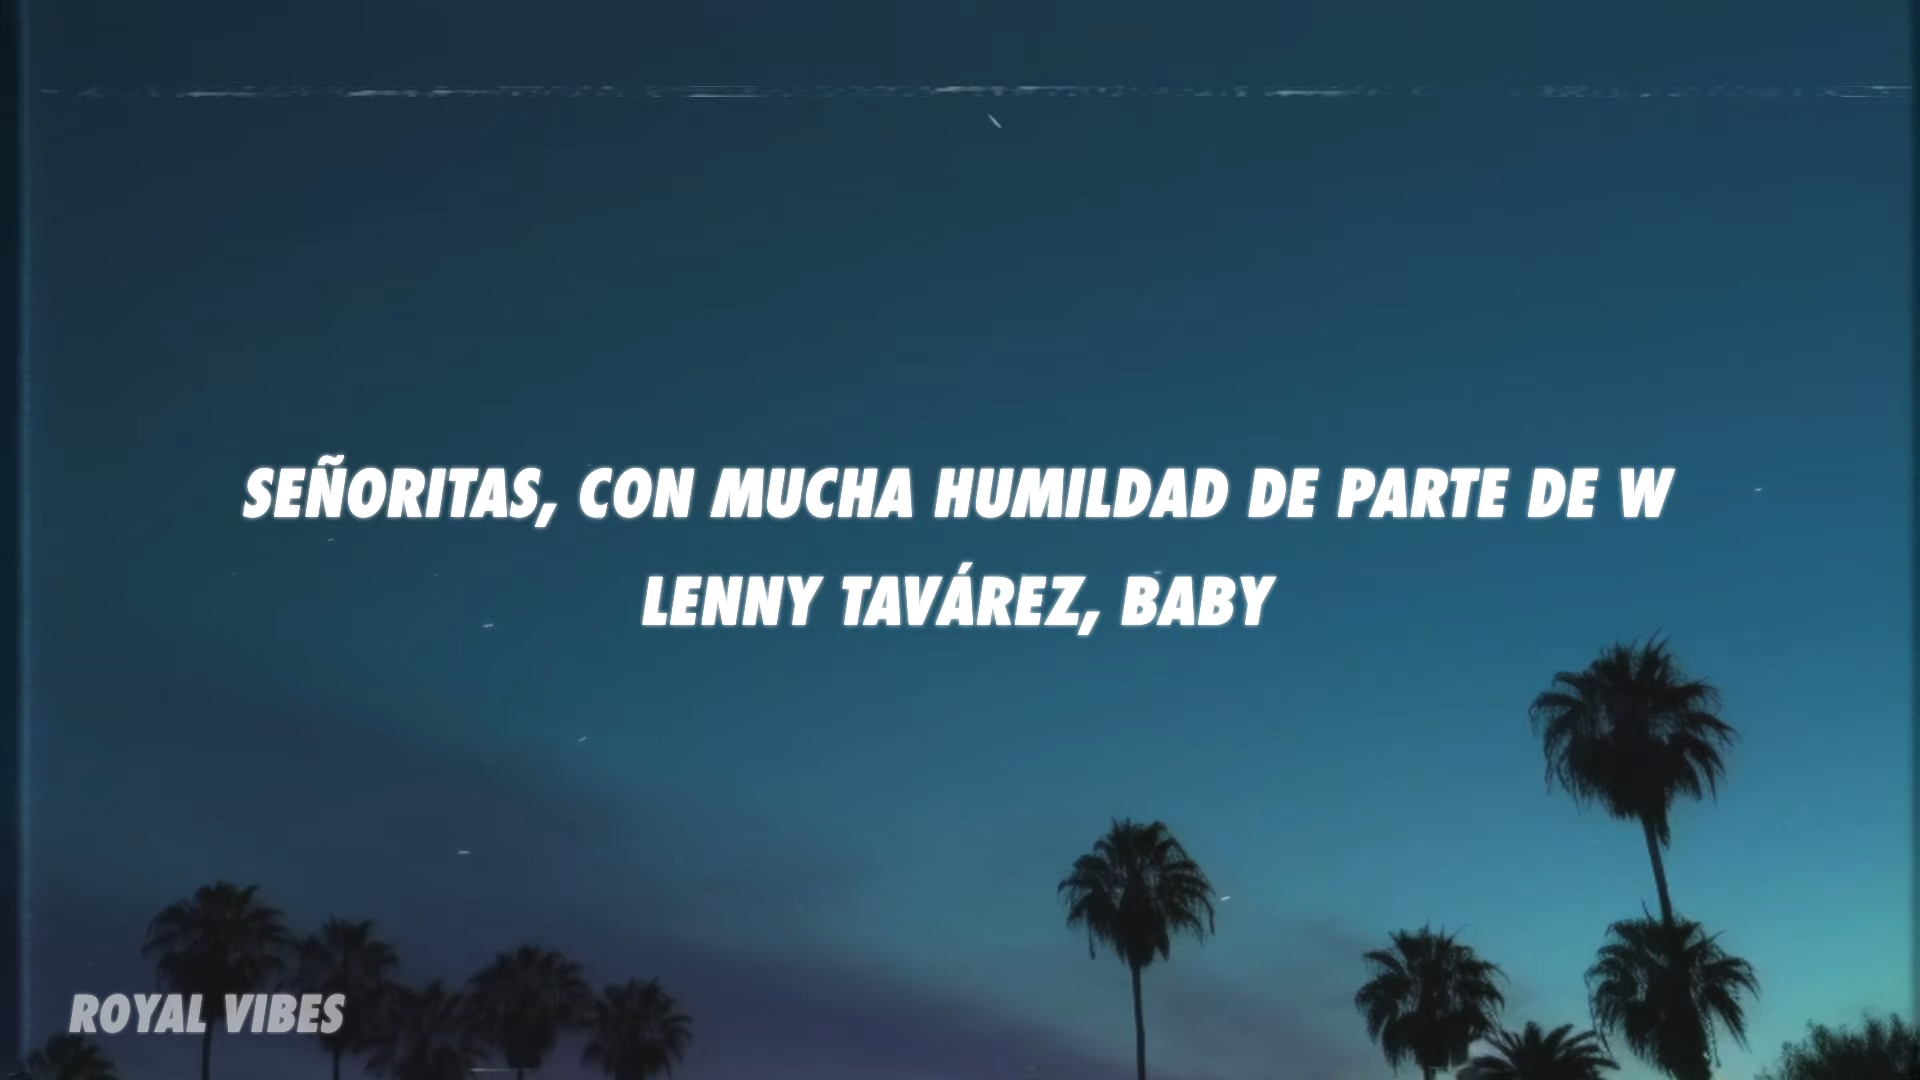 SEÑORITAS, CON MUCHA HUMILDAD DE PARTE DE W
LENNY TAVÁREZ, BABY
ROYAL VIBES